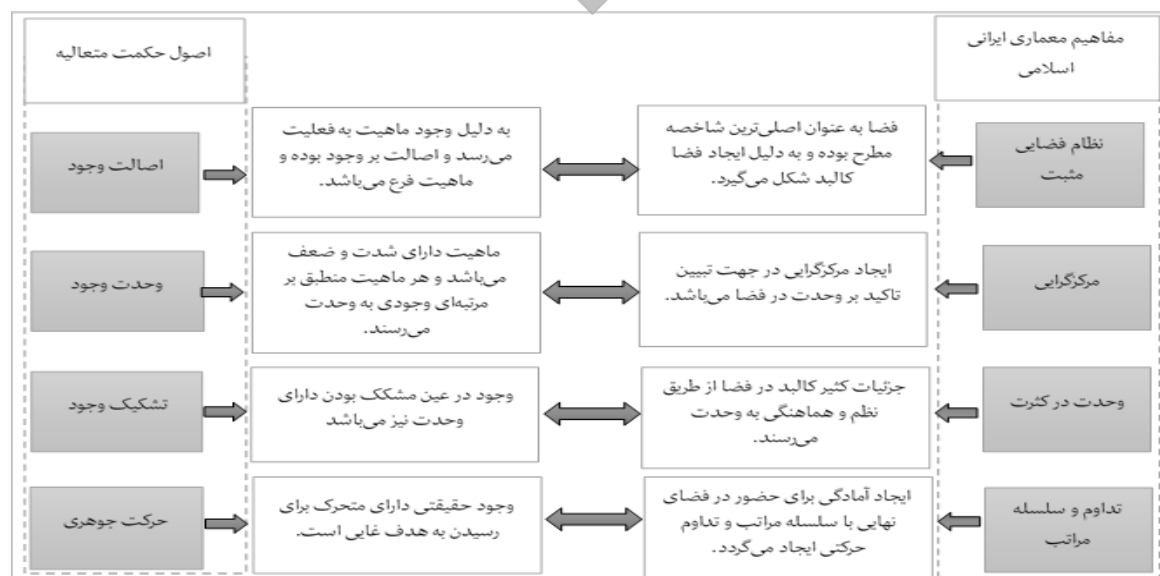 مفاهیم معماری ایرانی
اسلامی
اصول حکمت متعالیه
نظام فضایی
مثبت
فضا به عنوان اصلی‌ترین شاخصه
مطرح بوده و به دلیل ایجاد فضا
کالبد شکل می‌گیرد.
به دلیل وجود ماهیت به فعلیت
می‌رسد و اصالت بر وجود بوده و
ماهیت فرع می‌باشد.
اصالت وجود
مرکزگرایی
ایجاد مرکزگرایی در جهت تبیین
تاکید بر وحدت در فضا می‌باشد.
ماهیت دارای شدت و ضعف
می‌باشد و هر ماهیت منطبق بر
مرتبه‌ای وجودی به وحدت
می‌رسند.
وحدت وجود
وحدت در کثرت
جزئیات کثیر کالبد در فضا از طریق
نظم و هماهنگی به وحدت
می‌رسند.
وجود در عین مشکک بودن دارای
وحدت نیز می‌باشد
تشکیک وجود
تداوم و سلسله
مراتب
ایجاد آمادگی برای حضور در فضای
نهایی با سلسله مراتب و تداوم
حرکتی ایجاد می‌گردد.
وجود حقیقتی دارای متحرک برای
رسیدن به هدف غایی است.
حرکت جوهری